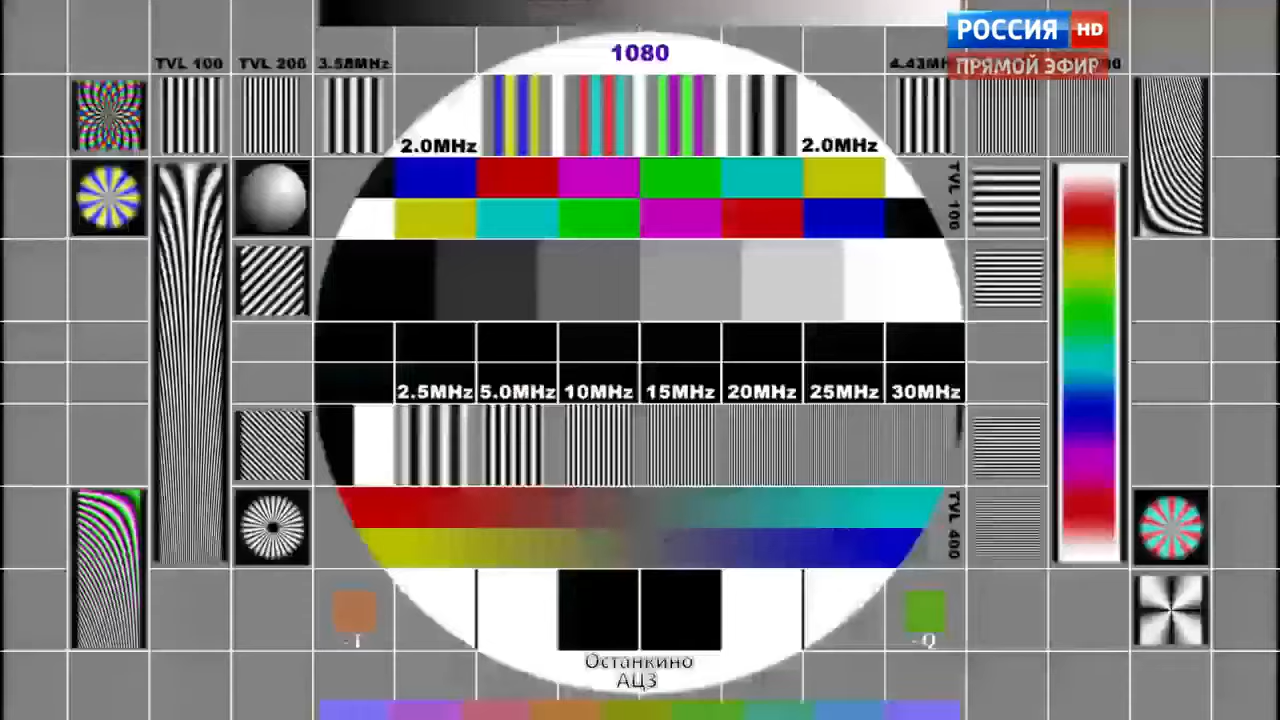 1080
РОССИЯ HD
ПРЯМОЙ ЭФИР
TVL 100
TVL 200
3.58MHz
2.0MHz
2.0MHz
TVL 100
2.5MHz 5.0MHz 10MHz 15MHz 20MHz 25MHz 30MHz
TVL 400
- I
- Q
Останкино
АЦ3